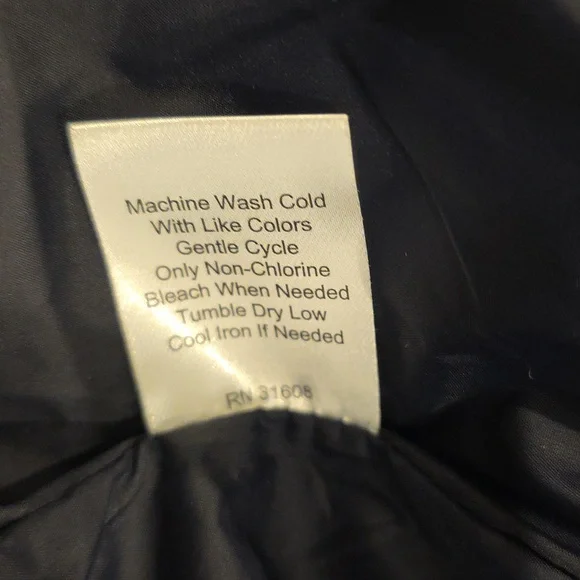 Machine Wash Cold
With Like Colors
Gentle Cycle
Only Non-Chlorine
Bleach When Needed
Tumble Dry Low
Cool Iron If Needed
RN 31608